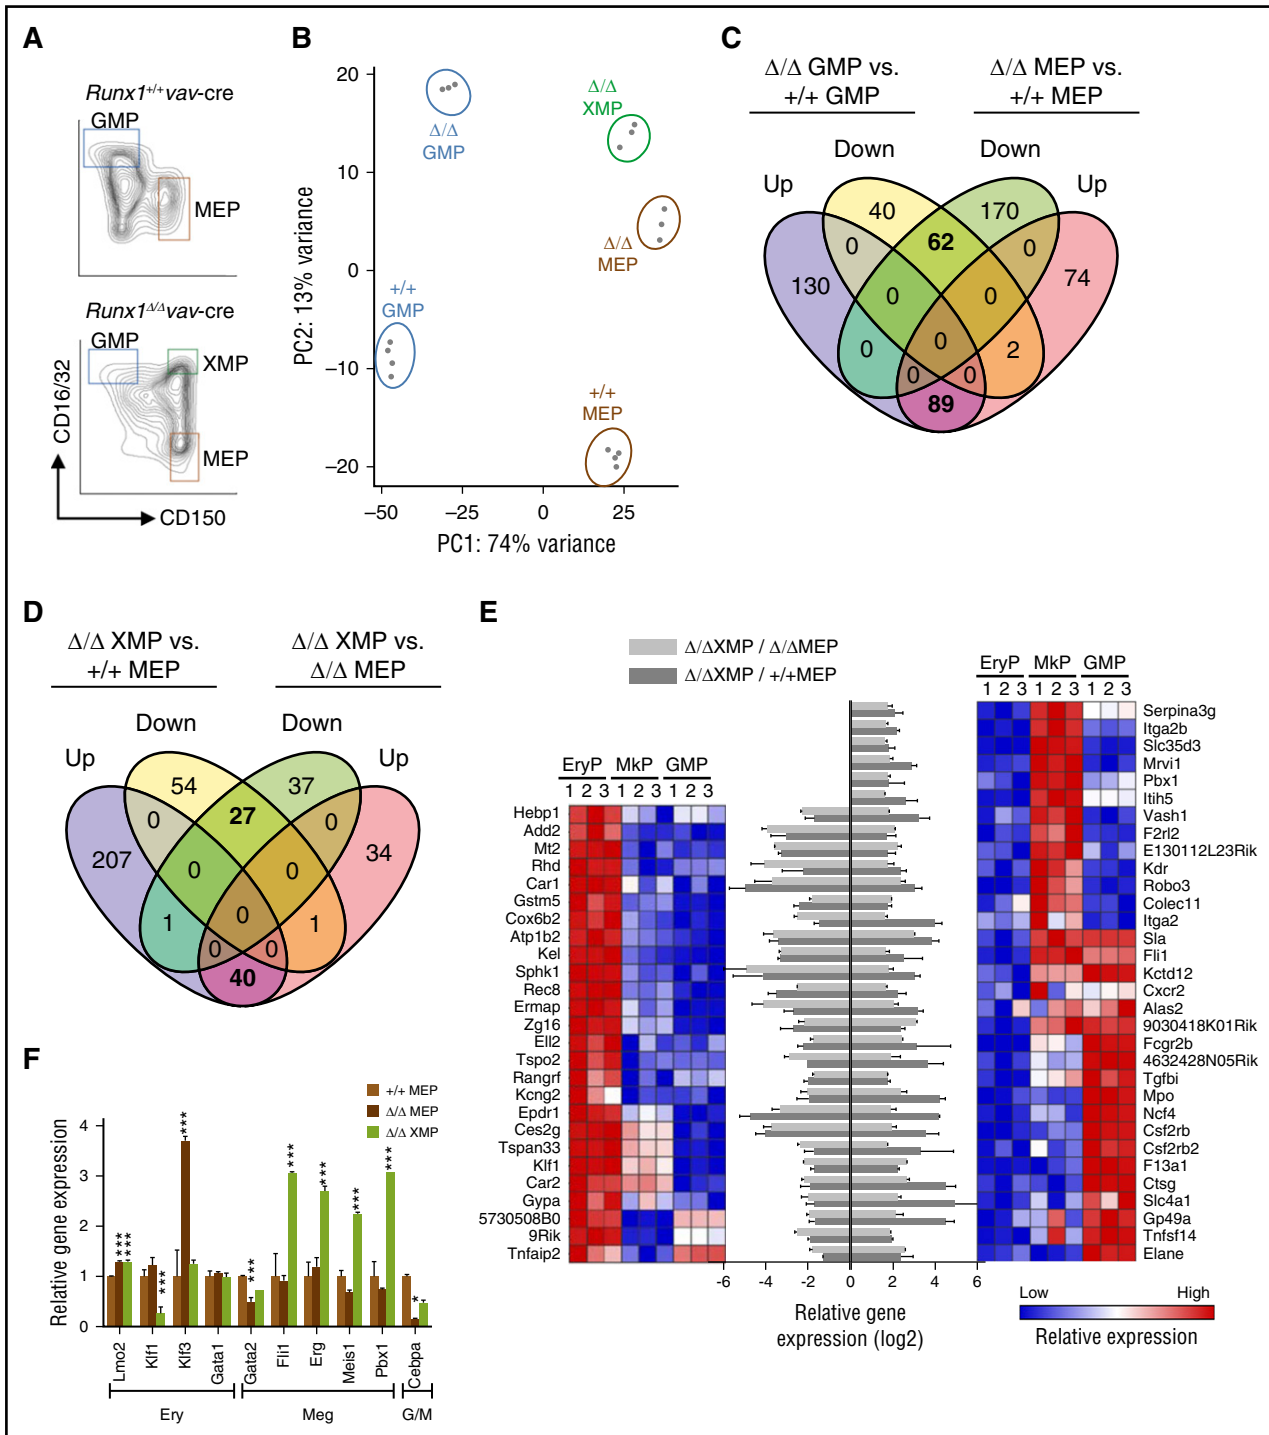 A
Runx1+/+vav-cre
GMP
MEP
Runx1Δ/Δvav-cre
GMP
XMP
MEP
CD16/32
CD150
B
20
10
0
−10
−20
−50
−25
0
25
PC2: 13% variance
PC1: 74% variance
Δ/Δ
GMP
Δ/Δ
XMP
Δ/Δ
MEP
+/+
GMP
+/+
MEP
C
Δ/Δ GMP vs.
+/+ GMP
Δ/Δ MEP vs.
+/+ MEP
Down
Down
Up
Up
40
170
0
62
0
130
74
0
0
0
0
2
0
0
89
D
Δ/Δ XMP vs.
+/+ MEP
Δ/Δ XMP vs.
Δ/Δ MEP
Down
Down
Up
Up
54
37
0
27
0
207
34
0
0
1
0
1
0
0
40
E
Δ/ΔXMP / Δ/ΔMEP
Δ/ΔXMP / +/+MEP
EryP MkP GMP
1 2 3 1 2 3 1 2 3
Hebp1
Add2
Mt2
Rhd
Car1
Gstm5
Cox6b2
Atp1b2
Kel
Sphk1
Rec8
Ermap
Zg16
Ell2
Tspo2
Rangrf
Kcng2
Epdr1
Ces2g
Tspan33
Klf1
Car2
Gypa
5730508B0
9Rik
Tnfaip2
EryP MkP GMP
1 2 3 1 2 3 1 2 3
Serpina3g
Itga2b
Slc35d3
Mrvi1
Pbx1
Itih5
Vash1
F2rl2
E130112L23Rik
Kdr
Robo3
Colec11
Itga2
Sla
Fli1
Kctd12
Cxcr2
Alas2
9030418K01Rik
Fcgr2b
4632428N05Rik
Tgfbi
Mpo
Ncf4
Csf2rb
Csf2rb2
F13a1
Ctsg
Slc4a1
Gp49a
Tnfsf14
Elane
-6 -4 -2 0 2 4 6
Relative gene
expression (log2)
Low High
Relative expression
F
+/+ MEP
Δ/Δ MEP
Δ/Δ XMP
Relative gene expression
4
3
2
1
0
***
***
***
***
***
***
***
***
***
*
Lmo2
Klf1
Klf3
Gata1
Gata2
Fli1
Erg
Meis1
Pbx1
Cebpa
Ery
Meg
G/M